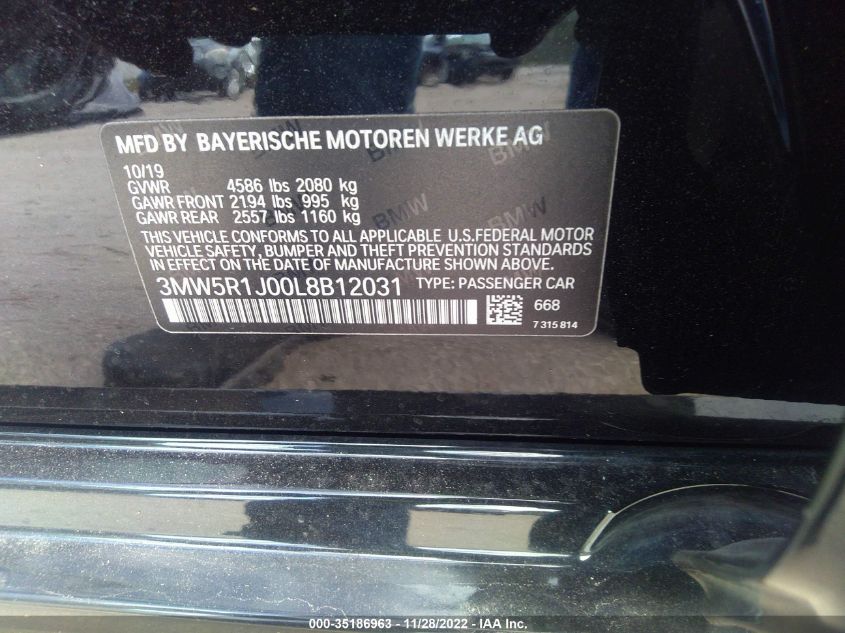 MFD BY BAYERISCHE MOTOREN WERKE AG
10/19
GVWR 4586 lbs 2080 kg
GAWR FRONT 2194 lbs 995 kg
GAWR REAR 2557 lbs 1160 kg
THIS VEHICLE CONFORMS TO ALL APPLICABLE U.S.FEDERAL MOTOR
VEHICLE SAFETY, BUMPER AND THEFT PREVENTION STANDARDS
IN EFFECT ON THE DATE OF MANUFACTURE SHOWN ABOVE.
3MW5R1J00L8B12031 TYPE: PASSENGER CAR
668
7 315 814
000-35186963 - 11/28/2022 - IAA Inc.